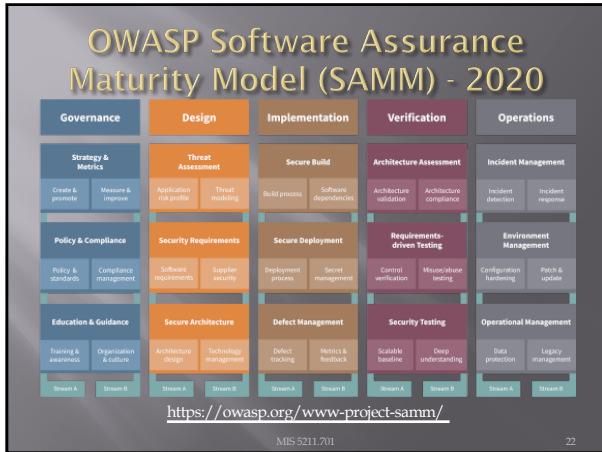 OWASP Software Assurance
Maturity Model (SAMM) - 2020
Governance
Design
Implementation
Verification
Operations
Strategy &
Metrics
Create &
promote
Measure &
improve
Threat
Assessment
Application
risk profile
Threat
modeling
Secure Build
Build process
Software
dependencies
Architecture Assessment
Architecture
validation
Architecture
compliance
Incident Management
Incident
detection
Incident
response
Policy & Compliance
Policy &
standards
Compliance
management
Security Requirements
Software
requirements
Supplier
security
Secure Deployment
Deployment
process
Secret
management
Requirements-
driven Testing
Control
verification
Misuse/abuse
testing
Environment
Management
Configuration
hardening
Patch &
update
Education & Guidance
Training &
awareness
Organization
& culture
Secure Architecture
Architecture
design
Technology
management
Defect Management
Defect
tracking
Metrics &
feedback
Security Testing
Scalable
baseline
Deep
understanding
Operational Management
Data
protection
Legacy
management
Stream A
Stream B
Stream A
Stream B
Stream A
Stream B
Stream A
Stream B
Stream A
Stream B
https://owasp.org/www-project-samm/
MIS 5211.701
22